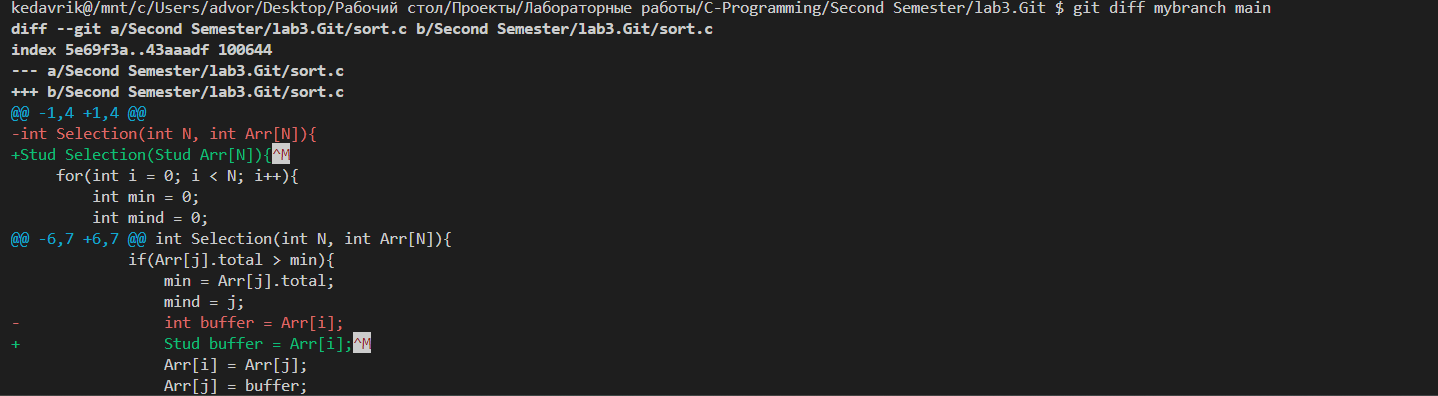 kedavrik@/mnt/c/Users/advor/Desktop/Рабочий стол/Проекты/Лабораторные работы/C-Programming/Second Semester/lab3.Git $ git diff mybranch main
diff --git a/Second Semester/lab3.Git/sort.c b/Second Semester/lab3.Git/sort.c
index 5e69f3a..43aaadf 100644
--- a/Second Semester/lab3.Git/sort.c
+++ b/Second Semester/lab3.Git/sort.c
@@ -1,4 +1,4 @@
-int Selection(int N, int Arr[N]){
+Stud Selection(Stud Arr[N]){^M
     for(int i = 0; i < N; i++){
         int min = 0;
         int mind = 0;
@@ -6,7 +6,7 @@ int Selection(int N, int Arr[N]){
             if(Arr[j].total > min){
                 min = Arr[j].total;
                 mind = j;
-                int buffer = Arr[i];
+                Stud buffer = Arr[i];^M
                 Arr[i] = Arr[j];
                 Arr[j] = buffer;